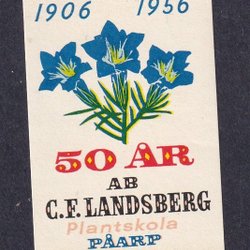 1906 1956
50 ÅR
AB
C.F. LANDSBERG
Plantskola
PÅARP